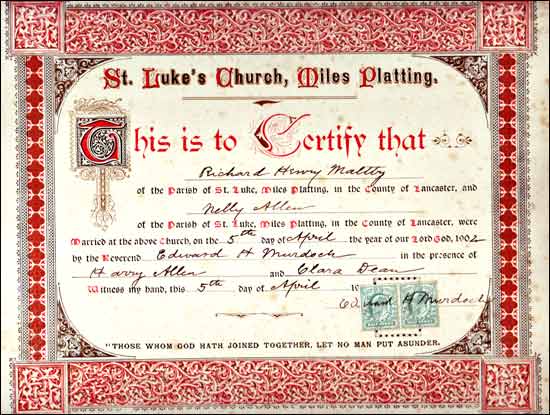 St. Luke's Church, Miles Platting.
This is to Certify that
Richard Henry Maltby
of the Parish of St. Luke, Miles Platting, in the County of Lancaster, and
Nelly Allen
of the Parish of St. Luke, Miles Platting, in the County of Lancaster, were
Married at the above Church, on the 5th day of April the year of our Lord God, 1902
by the Reverend Edward H Murdoch in the presence of
Harry Allen and Clara Dean
Witness my hand, this 5th day of April
Edward H Murdoch
"THOSE WHOM GOD HATH JOINED TOGETHER, LET NO MAN PUT ASUNDER.